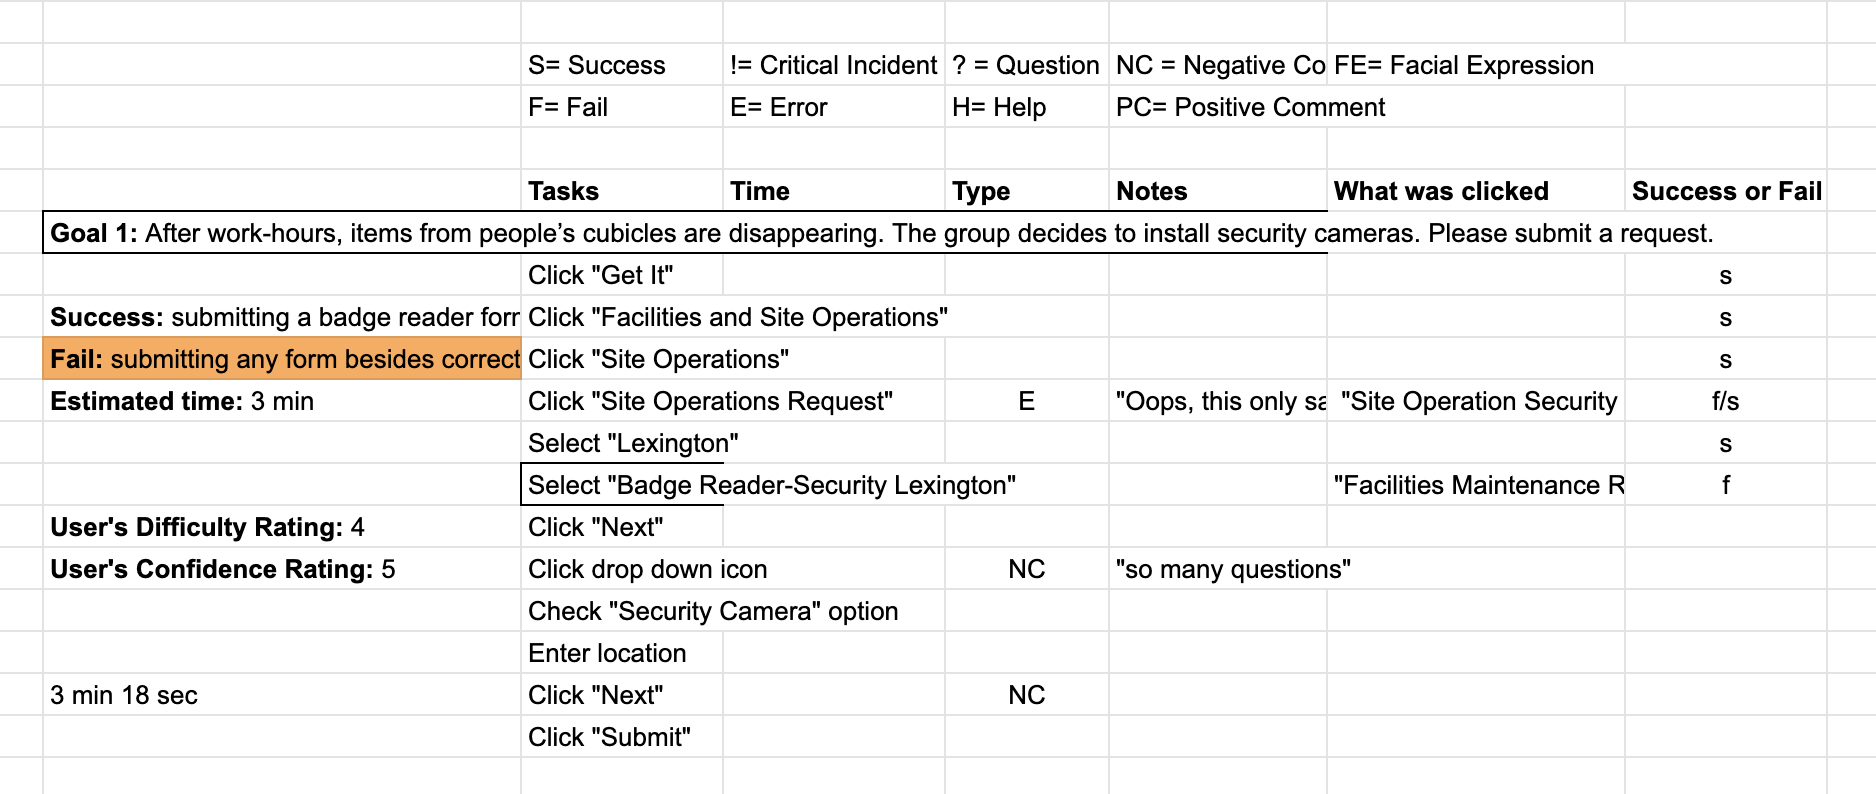 S= Success != Critical Incident ? = Question NC = Negative Co FE= Facial Expression
F= Fail E= Error H= Help PC= Positive Comment
Tasks Time Type Notes What was clicked Success or Fail
Goal 1: After work-hours, items from people’s cubicles are disappearing. The group decides to install security cameras. Please submit a request.
Click "Get It" s
Success: submitting a badge reader forr Click "Facilities and Site Operations" s
Fail: submitting any form besides correct Click "Site Operations" s
Estimated time: 3 min Click "Site Operations Request" E "Oops, this only sa "Site Operation Security f/s
Select "Lexington" s
Select "Badge Reader-Security Lexington" "Facilities Maintenance R f
User's Difficulty Rating: 4 Click "Next"
User's Confidence Rating: 5 Click drop down icon NC "so many questions"
Check "Security Camera" option
Enter location
3 min 18 sec Click "Next" NC
Click "Submit"